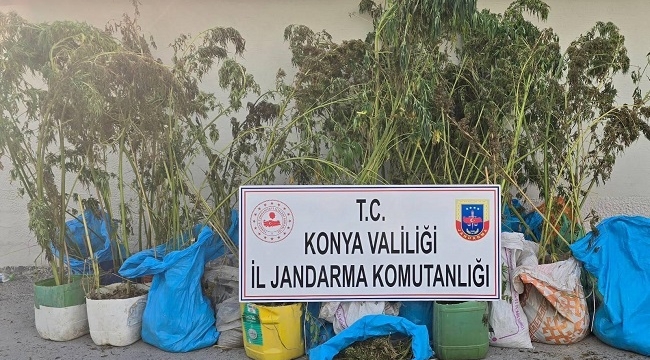 T.C.
KONYA VALİLİĞİ
İL JANDARMA KOMUTANLIĞI